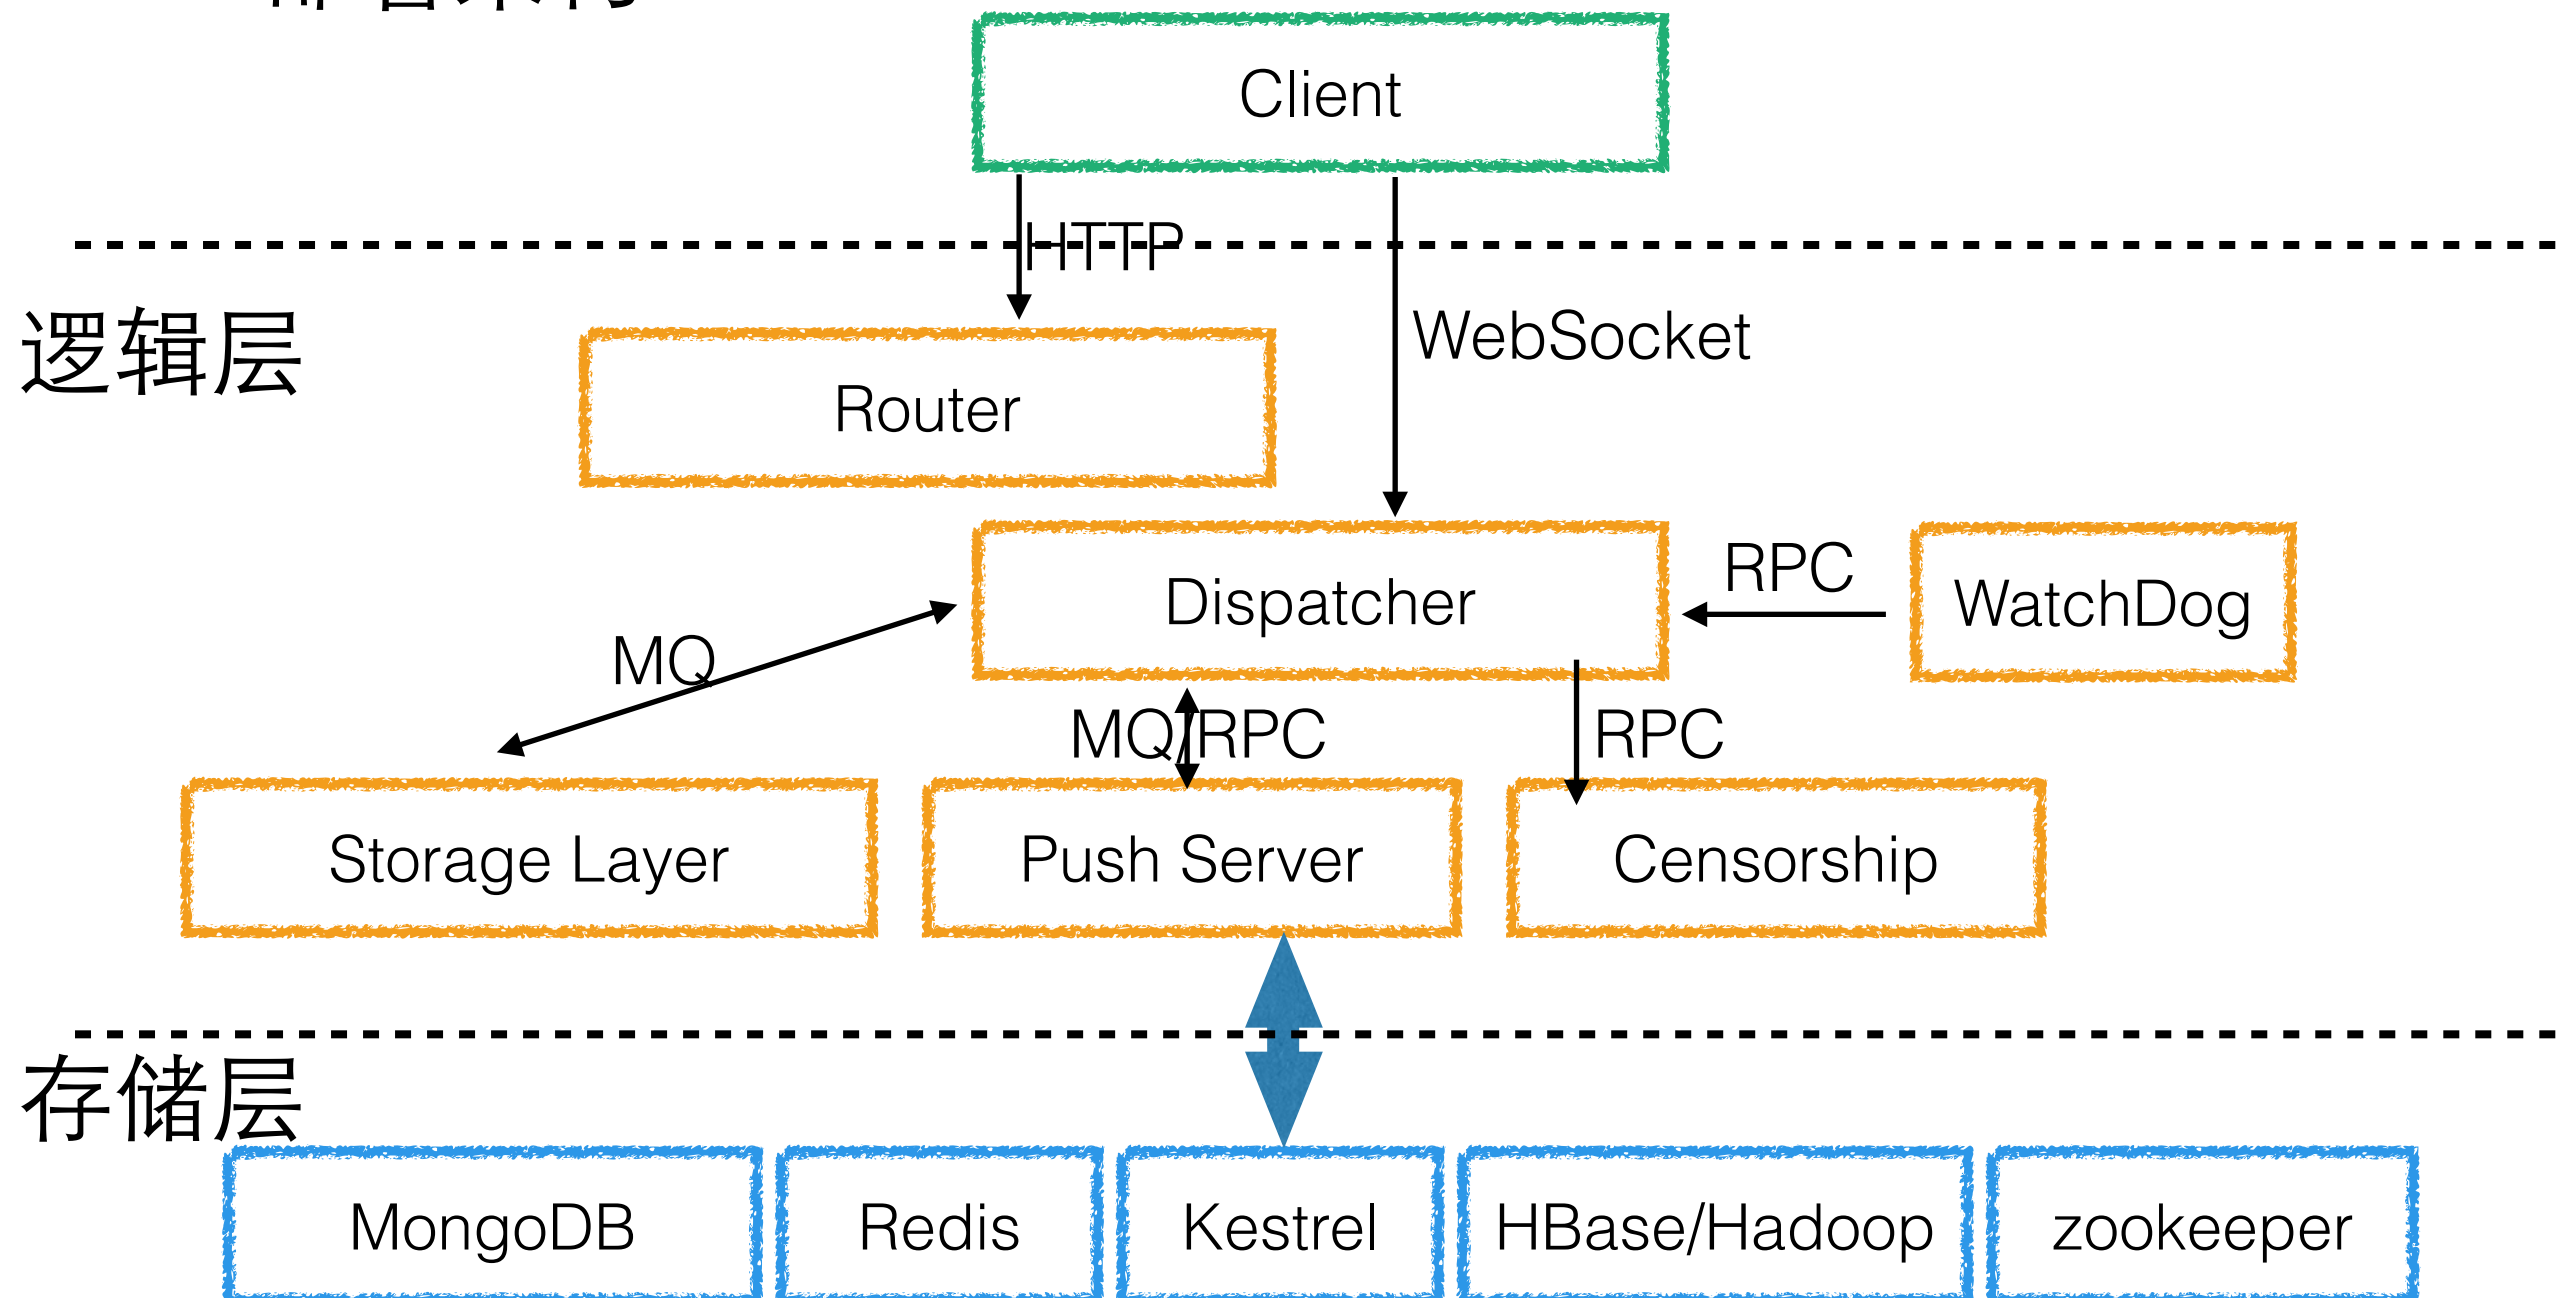 Client
HTTP
逻辑层
WebSocket
Router
RPC
Dispatcher
WatchDog
MQ
MQ/RPC
RPC
Storage Layer
Push Server
Censorship
存储层
MongoDB
Redis
Kestrel
HBase/Hadoop
zookeeper